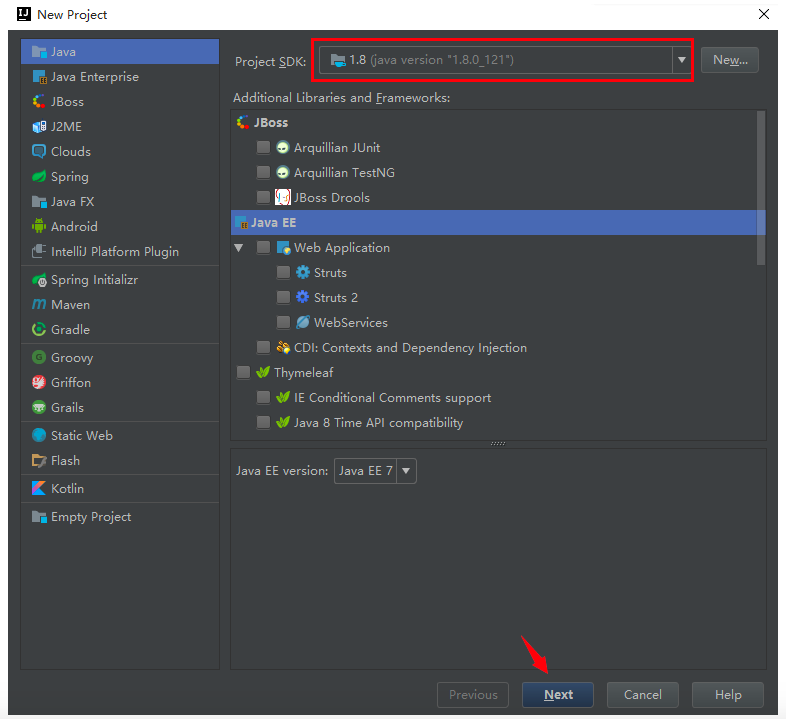 New Project
Java
Java Enterprise
JBoss
J2ME
Clouds
Spring
Java FX
Android
IntelliJ Platform Plugin
Spring Initializr
Maven
Gradle
Groovy
Griffon
Grails
Static Web
Flash
Kotlin
Empty Project
Project SDK: 1.8 (java version "1.8.0_121") New...
Additional Libraries and Frameworks:
JBoss
Arquillian JUnit
Arquillian TestNG
JBoss Drools
Java EE
Web Application
Struts
Struts 2
WebServices
CDI: Contexts and Dependency Injection
Thymeleaf
IE Conditional Comments support
Java 8 Time API compatibility
Java EE version: Java EE 7
Previous Next Cancel Help